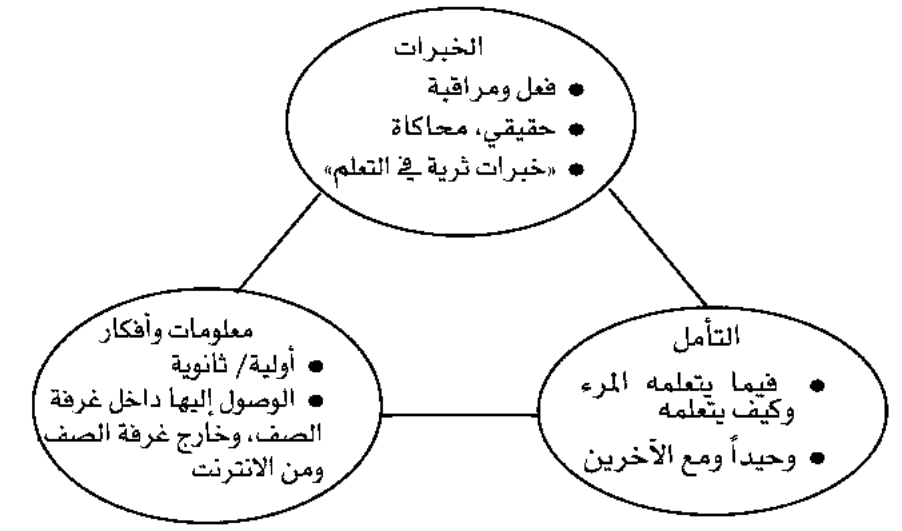 الخبرات
● فعل ومراقبة
● حقيقي، محاكاة
● «خبرات ثرية في التعلم»
التأمل
● فيما يتعلمه المرء
وكيف يتعلمه
● وحيداً ومع الآخرين
معلومات وأفكار
● أولية/ ثانوية
● الوصول إليها داخل غرفة
الصف، وخارج غرفة الصف
ومن الانترنت